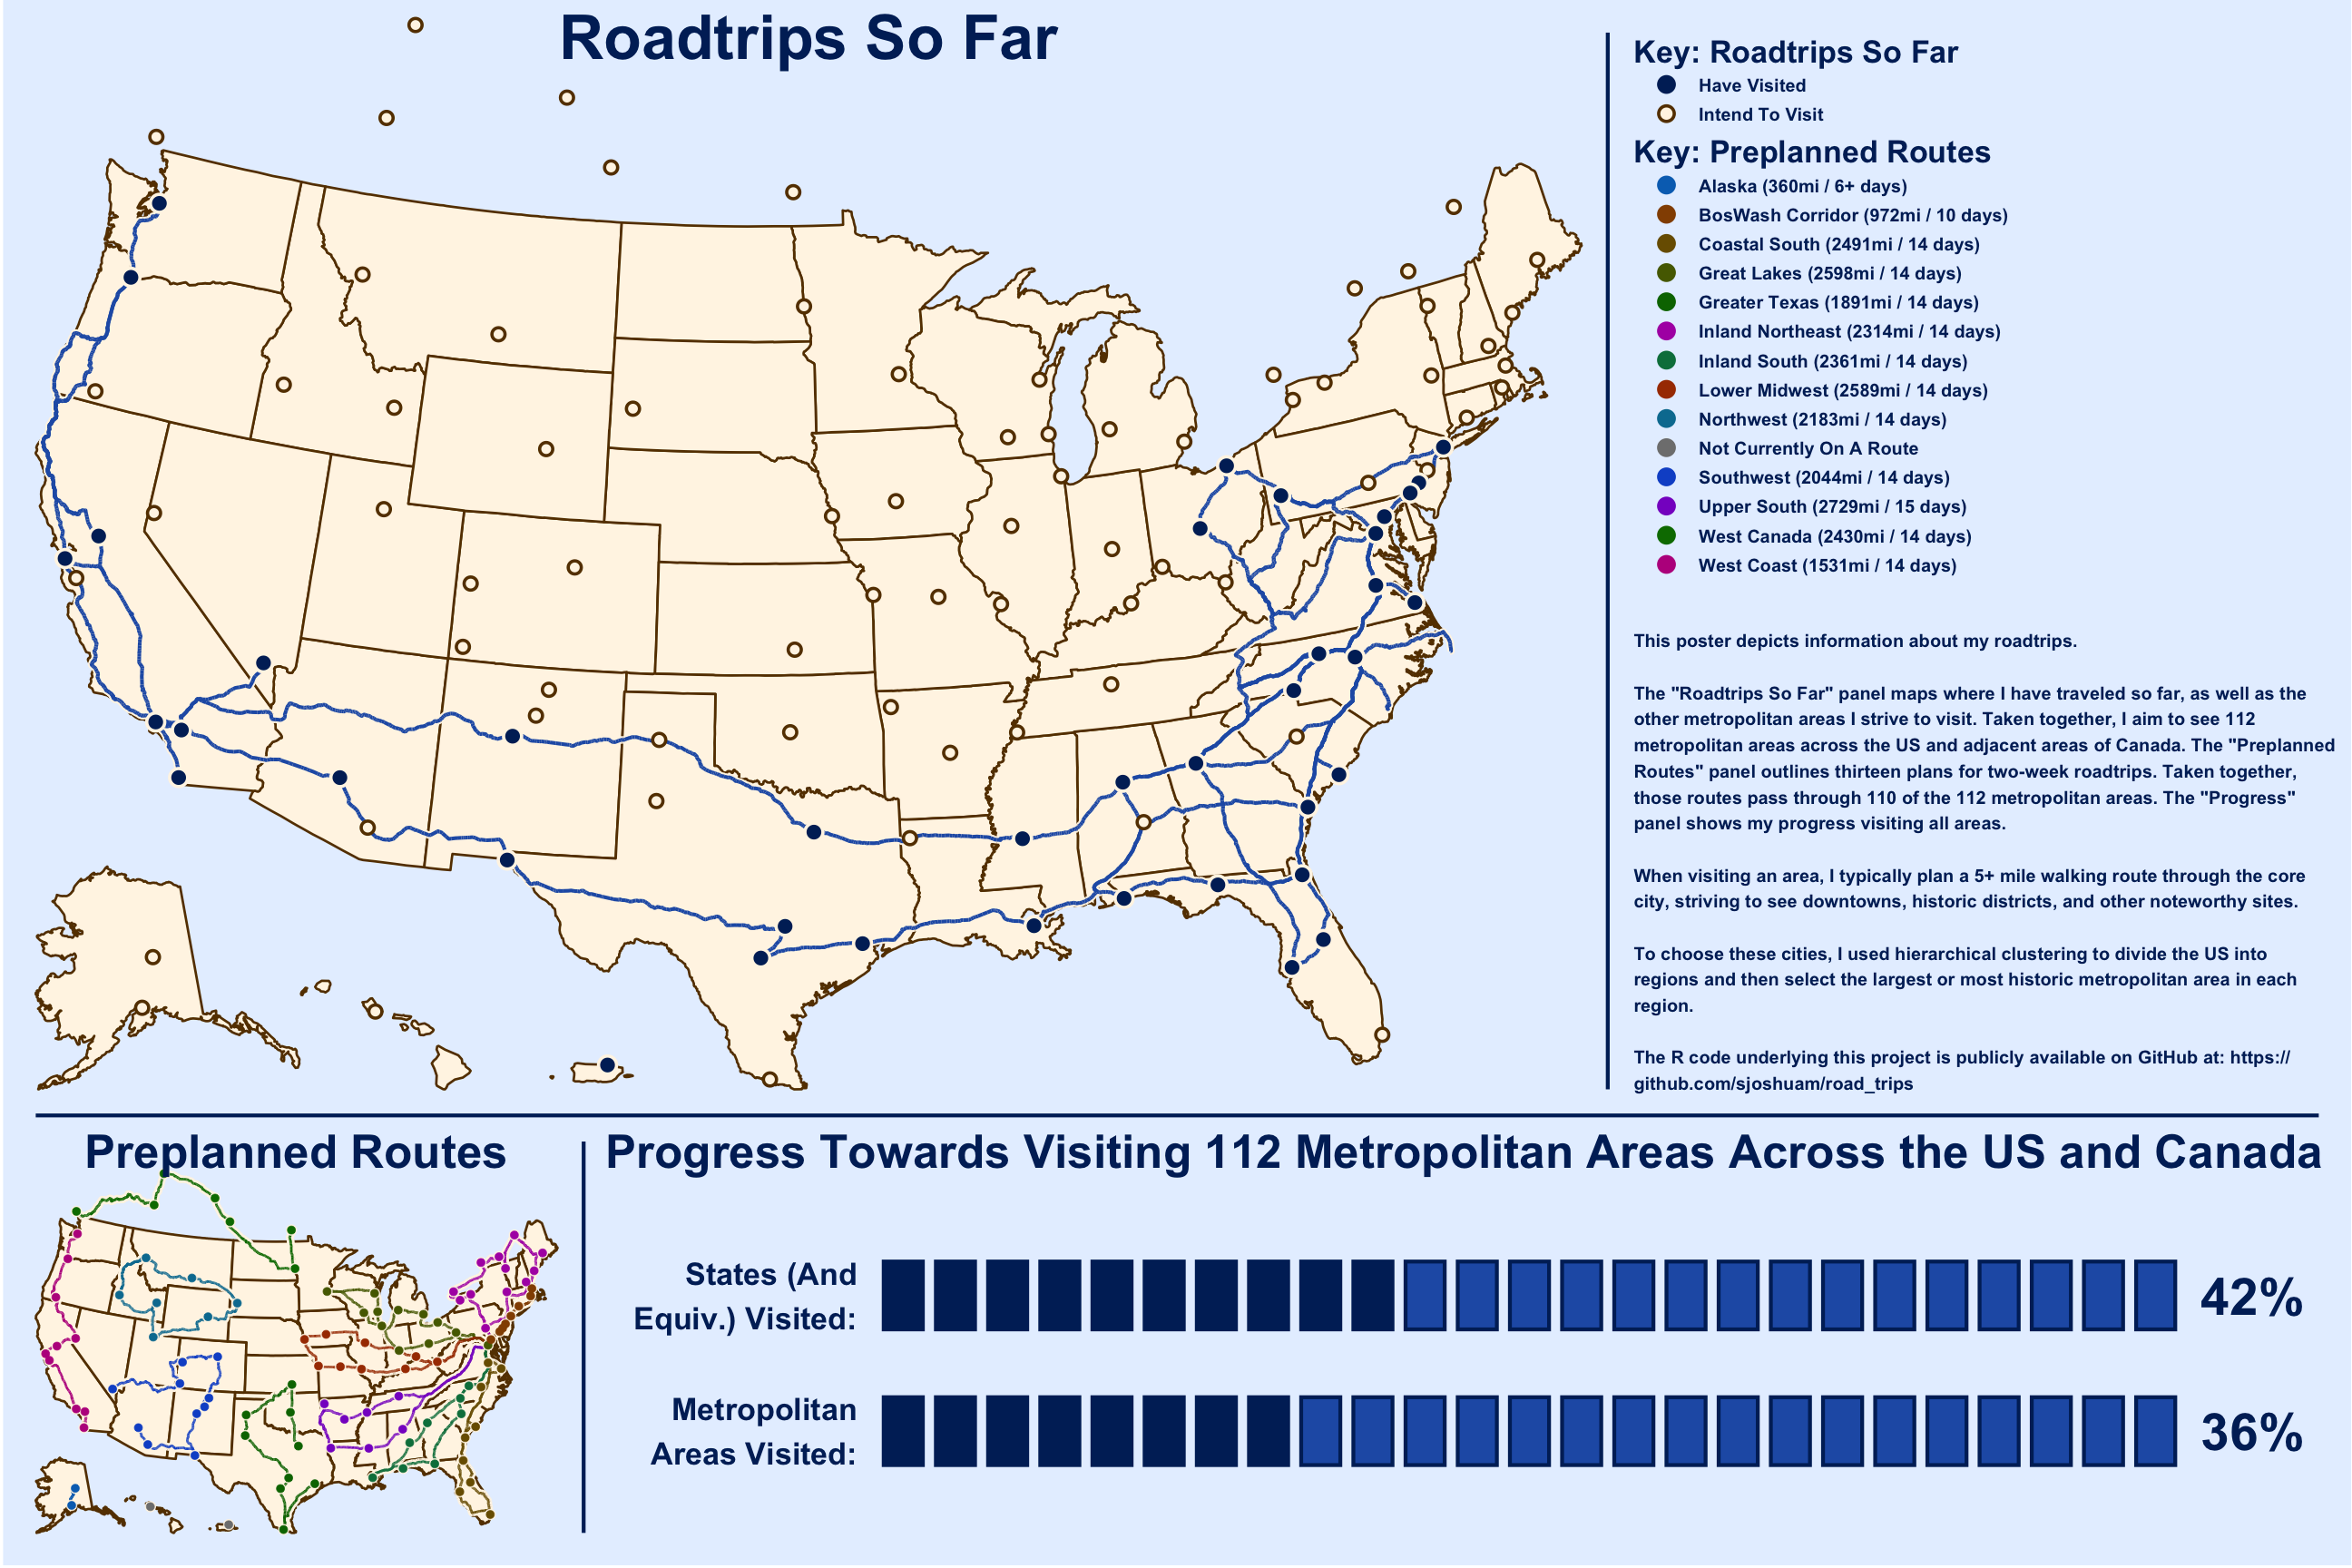 Roadtrips So Far
Key: Roadtrips So Far
Have Visited
Intend To Visit
Key: Preplanned Routes
Alaska (360mi / 6+ days)
BosWash Corridor (972mi / 10 days)
Coastal South (2491mi / 14 days)
Great Lakes (2598mi / 14 days)
Greater Texas (1891mi / 14 days)
Inland Northeast (2314mi / 14 days)
Inland South (2361mi / 14 days)
Lower Midwest (2589mi / 14 days)
Northwest (2183mi / 14 days)
Not Currently On A Route
Southwest (2044mi / 14 days)
Upper South (2729mi / 15 days)
West Canada (2430mi / 14 days)
West Coast (1531mi / 14 days)
This poster depicts information about my roadtrips.
The "Roadtrips So Far" panel maps where I have traveled so far, as well as the
other metropolitan areas I strive to visit. Taken together, I aim to see 112
metropolitan areas across the US and adjacent areas of Canada. The "Preplanned
Routes" panel outlines thirteen plans for two-week roadtrips. Taken together,
those routes pass through 110 of the 112 metropolitan areas. The "Progress"
panel shows my progress visiting all areas.
When visiting an area, I typically plan a 5+ mile walking route through the core
city, striving to see downtowns, historic districts, and other noteworthy sites.
To choose these cities, I used hierarchical clustering to divide the US into
regions and then select the largest or most historic metropolitan area in each
region.
The R code underlying this project is publicly available on GitHub at: https://
github.com/sjoshuam/road_trips
Preplanned Routes
Progress Towards Visiting 112 Metropolitan Areas Across the US and Canada
States (And
Equiv.) Visited:
42%
Metropolitan
Areas Visited:
36%